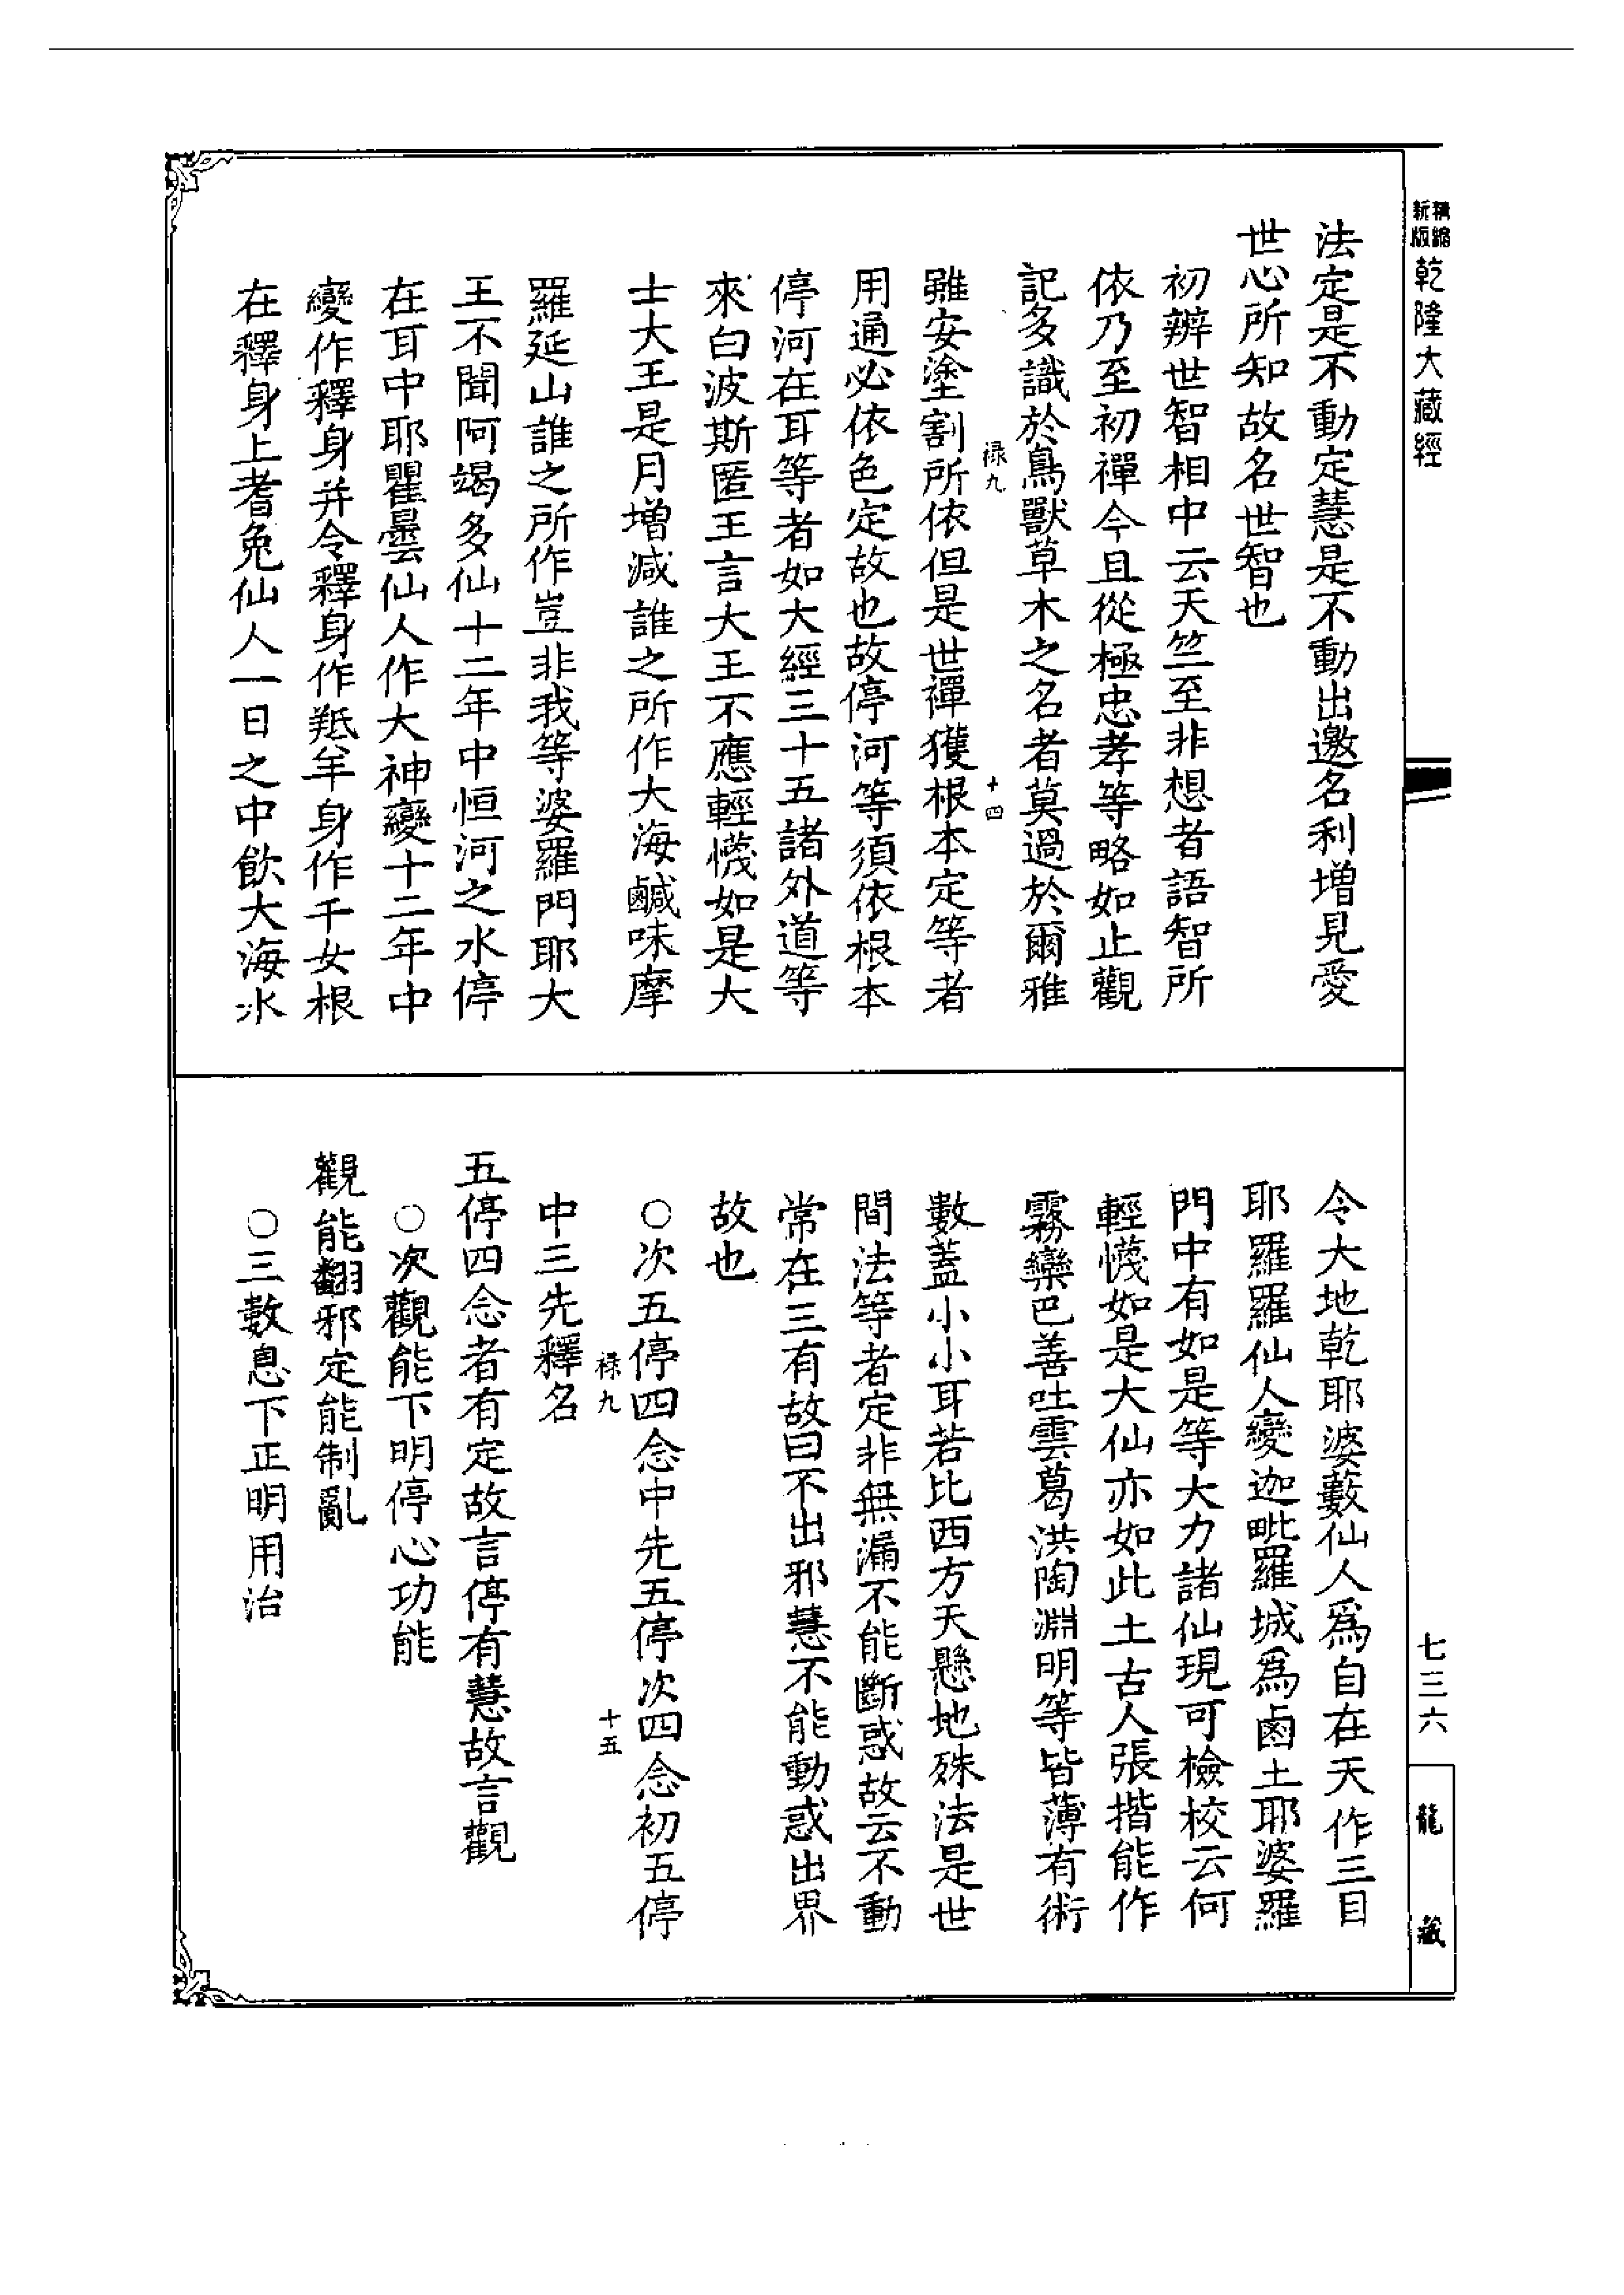 精縮新版乾隆大藏經
法定是不動定慧是不動出邀名利增見愛
世心所知故名世智也
初辨世智相中云天竺至非想者語智所
依乃至初禪今且從極忠孝等略如止觀
記多識於鳥獸草木之名者莫過於爾雅
祿九 十四
雖安塗割所依但是世禪獲根本定等者
用通必依色定故也故停河等須依根本
停河在耳等者如大經三十五諸外道等
來白波斯匿王言大王不應輕懱如是大
士大王是月增減誰之所作大海鹹味摩
羅延山誰之所作豈非我等婆羅門耶大
王不聞阿竭多仙十二年中恒河之水停
在耳中耶瞿曇仙人作大神變十二年中
變作釋身并令釋身作羝羊身作千女根
在釋身上耆兔仙人一日之中飲大海水
令大地乾耶婆藪仙人爲自在天作三目
耶羅羅仙人變迦毗羅城爲鹵土耶婆羅
門中有如是等大力諸仙現可檢校云何
輕懱如是大仙亦如此土古人張揩能作
霧欒巴善吐雲葛洪陶淵明等皆薄有術
數蓋小小耳若比西方天懸地殊法是世
間法等者定非無漏不能斷惑故云不動
常在三有故曰不出邪慧不能動惑出界
故也
○次五停四念中先五停次四念初五停
祿九 十五
中三先釋名
五停四念者有定故言停有慧故言觀
○次觀能下明停心功能
觀能翻邪定能制亂
○三數息下正明用治
七三六
龍藏